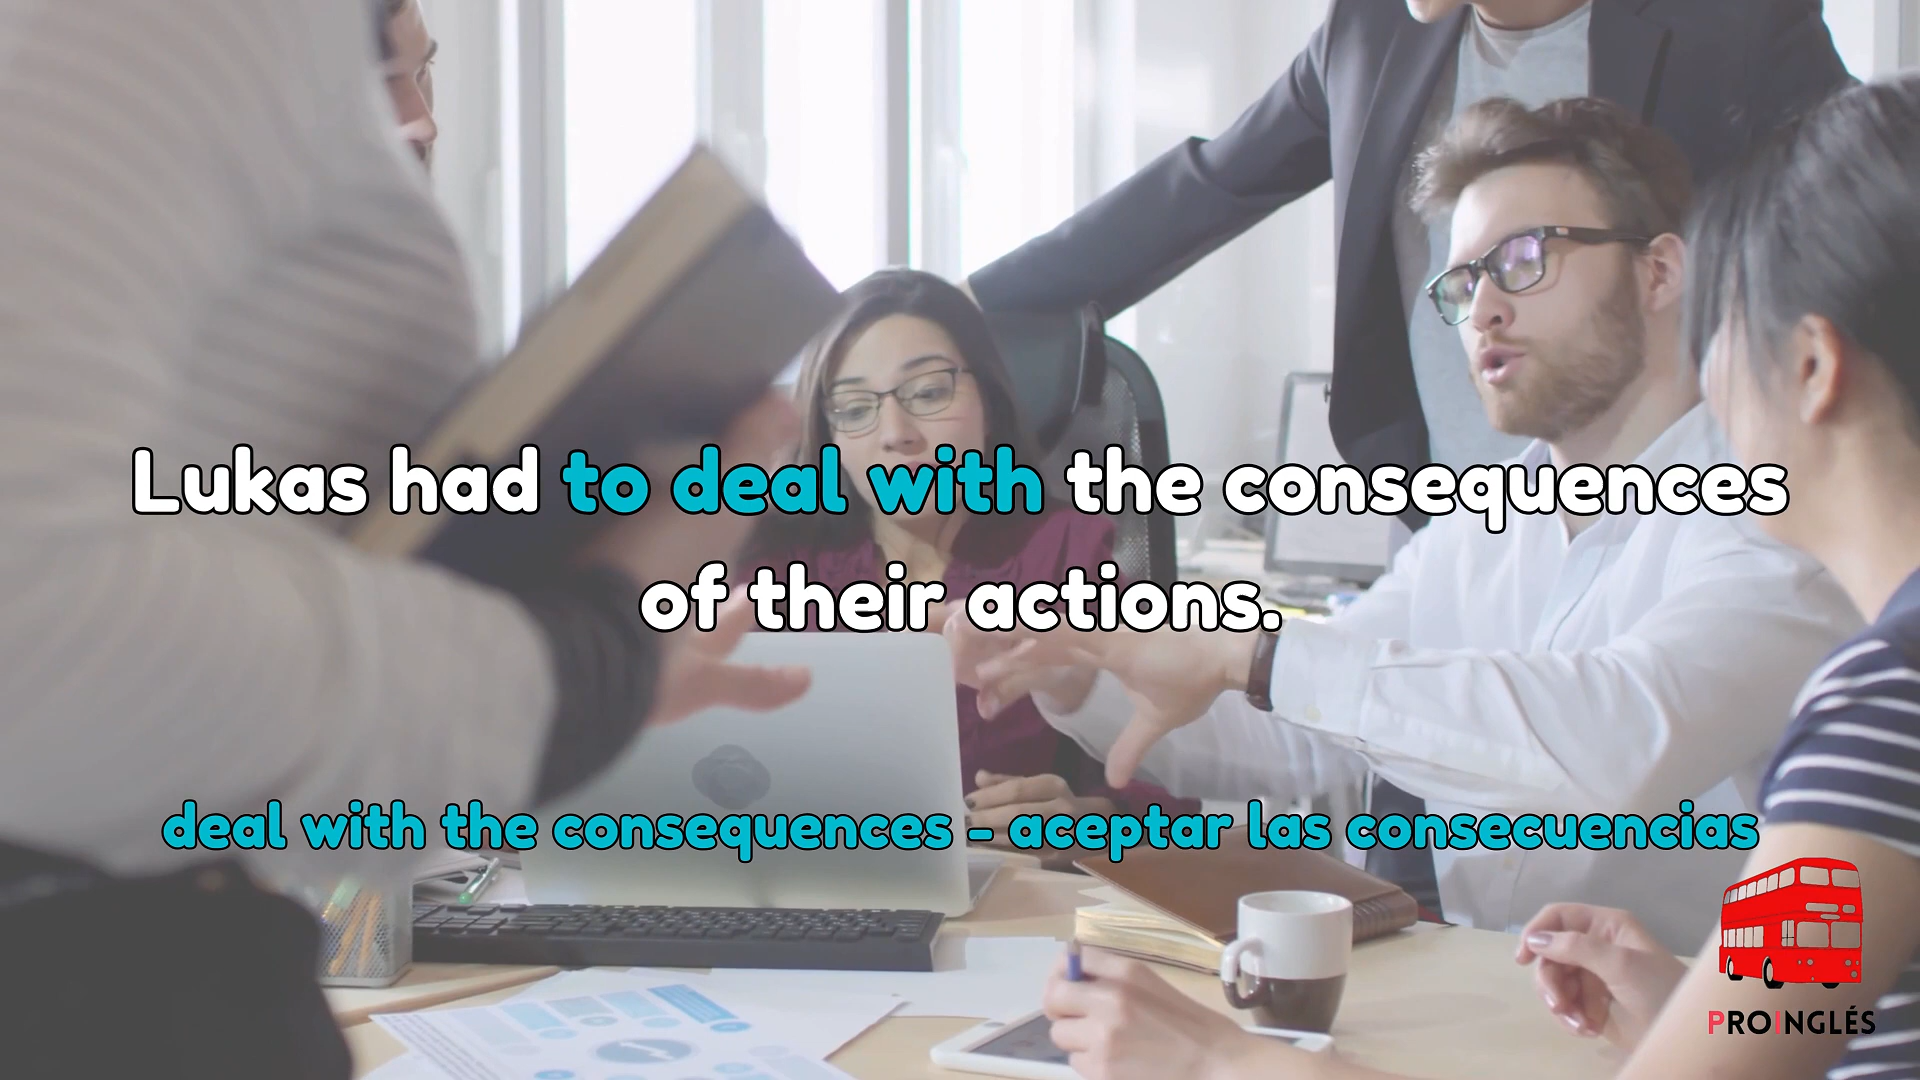 Lukas had to deal with the consequences
of their actions.
deal with the consequences - aceptar las consecuencias
PROINGLÉS